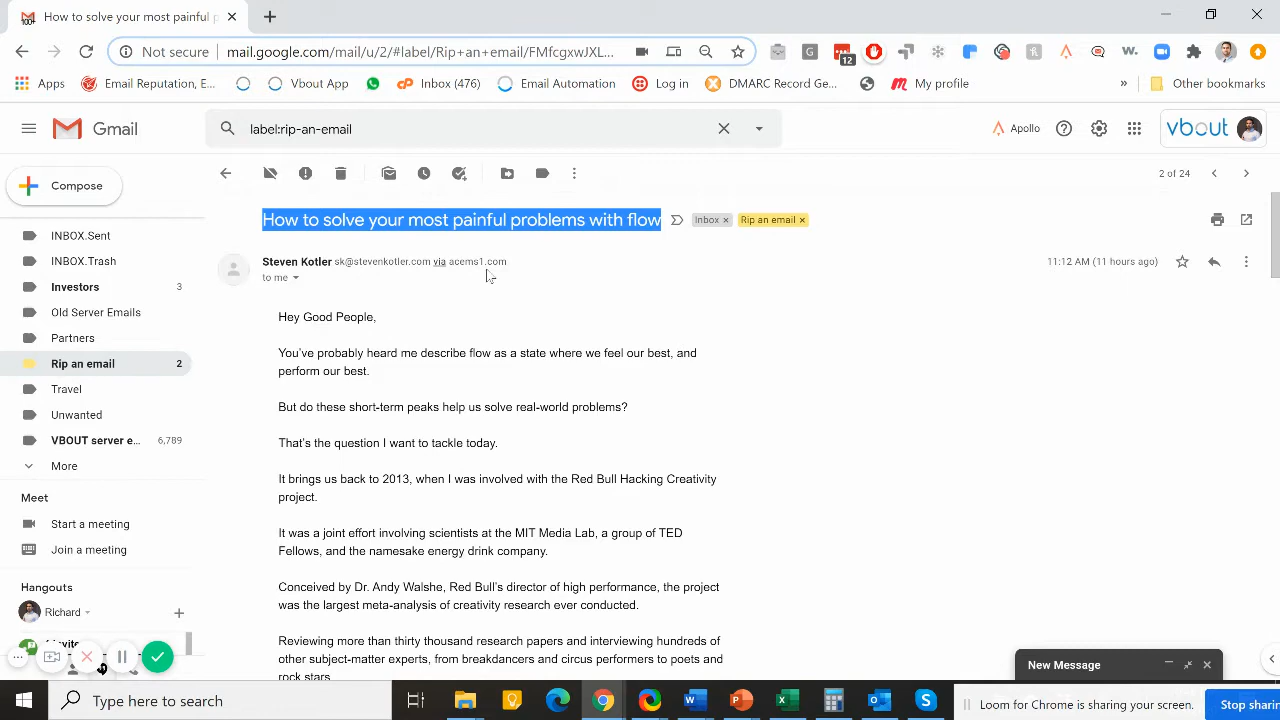 How to solve your most painful p
100+
Not secure
mail.google.com/mail/u/2/#label/Rip+an+email/FMfcgxwJXL...
12
Apps
Email Reputation, E...
Vbout App
Inbox (476)
Email Automation
Log in
DMARC Record Ge...
My profile
»
Other bookmarks
Gmail
label:rip-an-email
Apollo
vbout
Compose
2 of 24
How to solve your most painful problems with flow
Inbox x
Rip an email x
INBOX.Sent
INBOX.Trash
Investors 3
Old Server Emails
Partners
Rip an email 2
Travel
Unwanted
VBOUT server e... 6,789
More
Meet
Start a meeting
Join a meeting
Hangouts
Richard
Steven Kotler sk@stevenkotler.com via acems1.com
11:12 AM (11 hours ago)
to me
Hey Good People,
You've probably heard me describe flow as a state where we feel our best, and
perform our best.
But do these short-term peaks help us solve real-world problems?
That's the question I want to tackle today.
It brings us back to 2013, when I was involved with the Red Bull Hacking Creativity
project.
It was a joint effort involving scientists at the MIT Media Lab, a group of TED
Fellows, and the namesake energy drink company.
Conceived by Dr. Andy Walshe, Red Bull's director of high performance, the project
was the largest meta-analysis of creativity research ever conducted.
Reviewing more than thirty thousand research papers and interviewing hundreds of
other subject-matter experts, from breakdancers and circus performers to poets and
rock stars
New Message
Type here to search
Loom for Chrome is sharing your screen.
Stop sharin